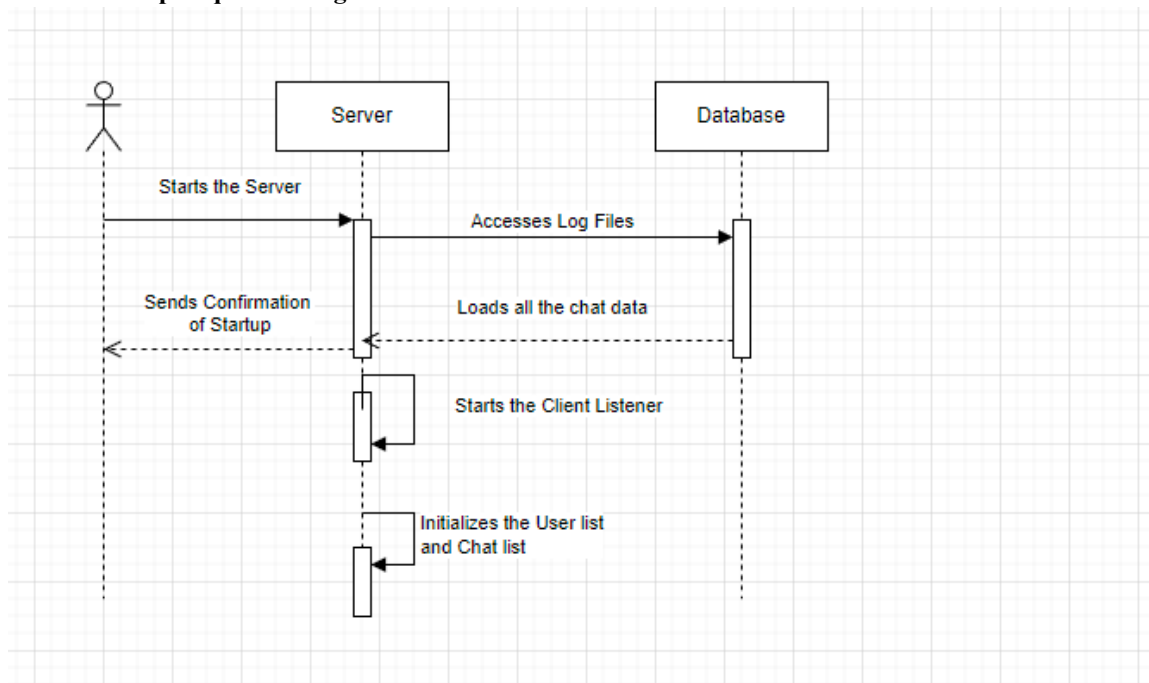 Server
Database
Starts the Server
Accesses Log Files
Sends Confirmation
of Startup
Loads all the chat data
Starts the Client Listener
Initializes the User list
and Chat list